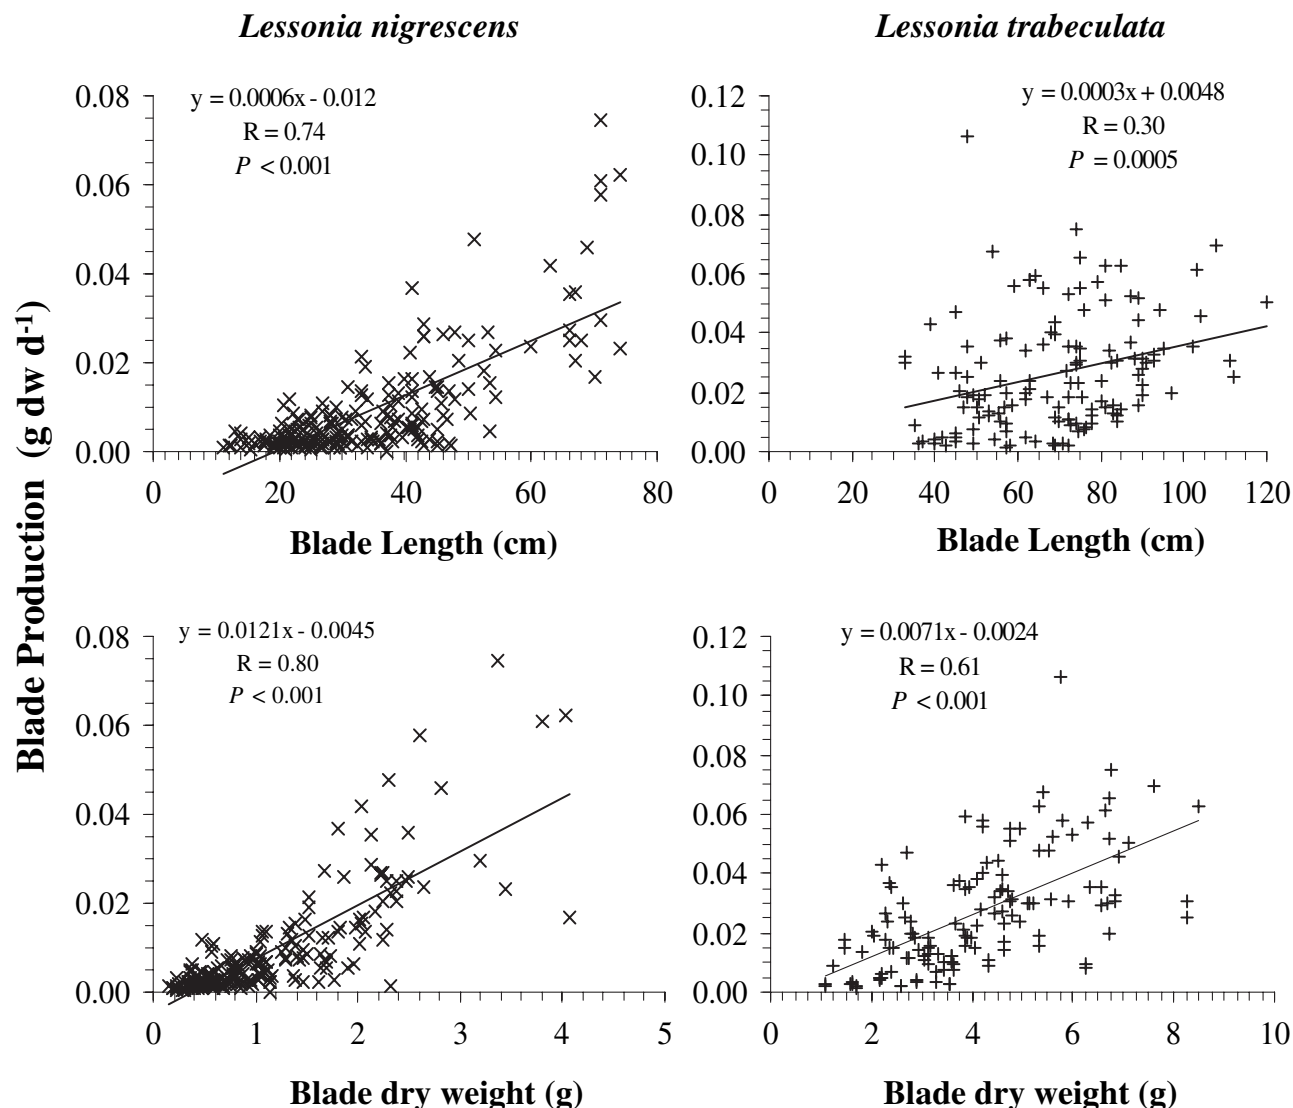 Lessonia nigrescens
Lessonia trabeculata
Blade Production (g dw d-1)
y = 0.0006x - 0.012
R = 0.74
P < 0.001
0.08
0.06
0.04
0.02
0.00
0 20 40 60 80
Blade Length (cm)
y = 0.0003x + 0.0048
R = 0.30
P = 0.0005
0.12
0.10
0.08
0.06
0.04
0.02
0.00
0 20 40 60 80 100 120
Blade Length (cm)
y = 0.0121x - 0.0045
R = 0.80
P < 0.001
0.08
0.06
0.04
0.02
0.00
0 1 2 3 4 5
Blade dry weight (g)
y = 0.0071x - 0.0024
R = 0.61
P < 0.001
0.12
0.10
0.08
0.06
0.04
0.02
0.00
0 2 4 6 8 10
Blade dry weight (g)